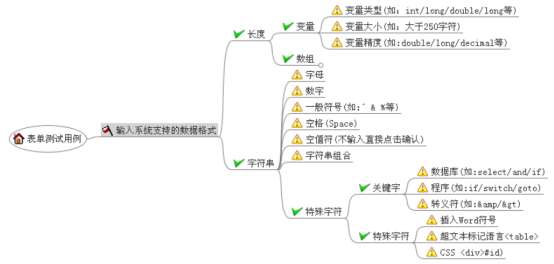 表单测试用例
输入系统支持的数据格式
长度
变量
变量类型(如: int/long/double/long等)
变量大小(如: 大于250字符)
变量精度(如:double/long/decimal等)
数组
字符串
字母
数字
一般符号(如:^ & %等)
空格(Space)
空值符(不输入直接点击确认)
字符串组合
特殊字符
关键字
数据库(如:select/and/if)
程序(如:if/switch/goto)
转义符(如:&amp/&gt)
特殊字符
插入Word符号
超文本标记语言<table>
CSS <div>#id)